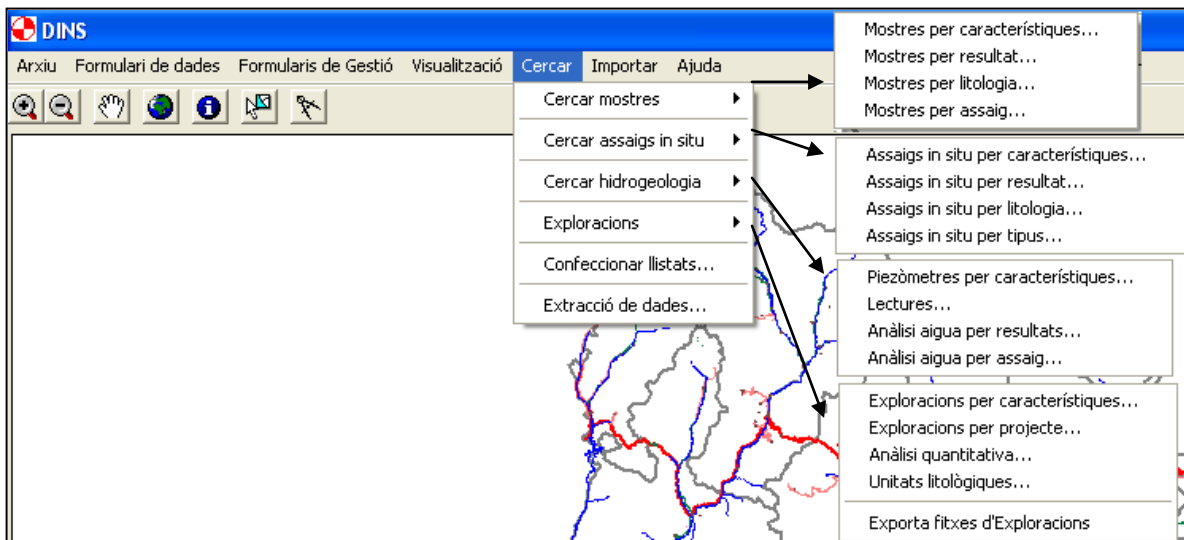 DINS
Arxiu Formulari de dades Formularis de Gestió Visualització Cercar Importar Ajuda
Cercar mostres
Cercar assaigs in situ
Cercar hidrogeologia
Exploracions
Confeccionar llistats...
Extracció de dades...
Mostres per característiques...
Mostres per resultat...
Mostres per litologia...
Mostres per assaig...
Assaigs in situ per característiques...
Assaigs in situ per resultat...
Assaigs in situ per litologia...
Assaigs in situ per tipus...
Piezòmetres per característiques...
Lectures...
Anàlisi aigua per resultats...
Anàlisi aigua per assaig...
Exploracions per característiques...
Exploracions per projecte...
Anàlisi quantitativa...
Unitats litològiques...
Exporta fitxes d'Exploracions